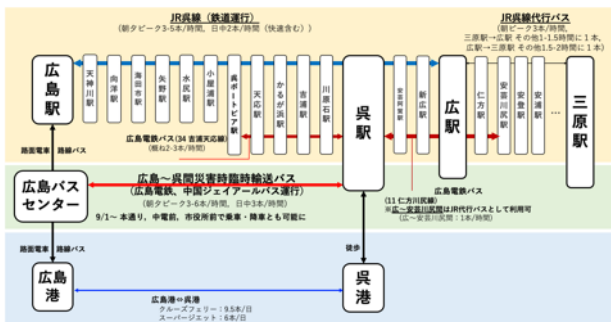 JR呉線（鉄道運行）
（朝夕ピーク3-5本/時間, 日中2本/時間（快速含む））
JR呉線代行バス
（朝ピーク3本/時間,
三原駅→広駅 その他1-1.5時間に1本,
広駅→三原駅 その他1.5-2時間に1本）
広島駅
天神川駅
向洋駅
海田市駅
矢野駅
水尻駅
小屋浦駅
呉ポートピア駅
天応駅
かるが浜駅
吉浦駅
川原石駅
呉駅
安芸阿賀駅
新広駅
広駅
仁方駅
安芸川尻駅
安登駅
安浦駅
…
三原駅
広島電鉄バス(34 吉浦天応線)
（概ね2-3本/時間）
路面電車
路線バス
広島バスセンター
広島～呉間災害時臨時輸送バス
（広島電鉄, 中国ジェイアールバス運行）
（朝夕ピーク3-6本/時間, 日中3本/時間）
9/1～ 本通り, 中電前, 市役所前で乗車・降車とも可能に
広島電鉄バス
(11 仁方川尻線)
※広～安芸川尻間はJR代行バスとして利用可
（広～安芸川尻間：1本/時間）
路面電車
路線バス
徒歩
広島港
呉港
広島港⇔呉港
クルーズフェリー：9.5本/日
スーパージェット：6本/日